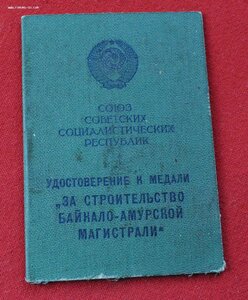 СОЮЗ
СОВЕТСКИХ
СОЦИАЛИСТИЧЕСКИХ
РЕСПУБЛИК
УДОСТОВЕРЕНИЕ К МЕДАЛИ
„ЗА СТРОИТЕЛЬСТВО
БАЙКАЛО-АМУРСКОЙ
МАГИСТРАЛИ“